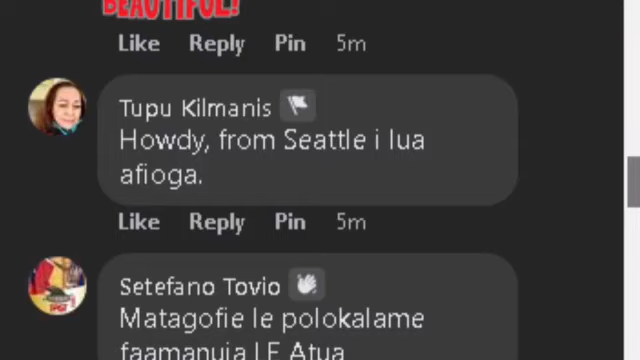 BEAUTIFUL!
Like Reply Pin 5m
Tupu Kilmanis
Howdy, from Seattle i lua
afioga.
Like Reply Pin 5m
Setefano Tovio
Matagofie le polokalame
faamanuia LE Atua